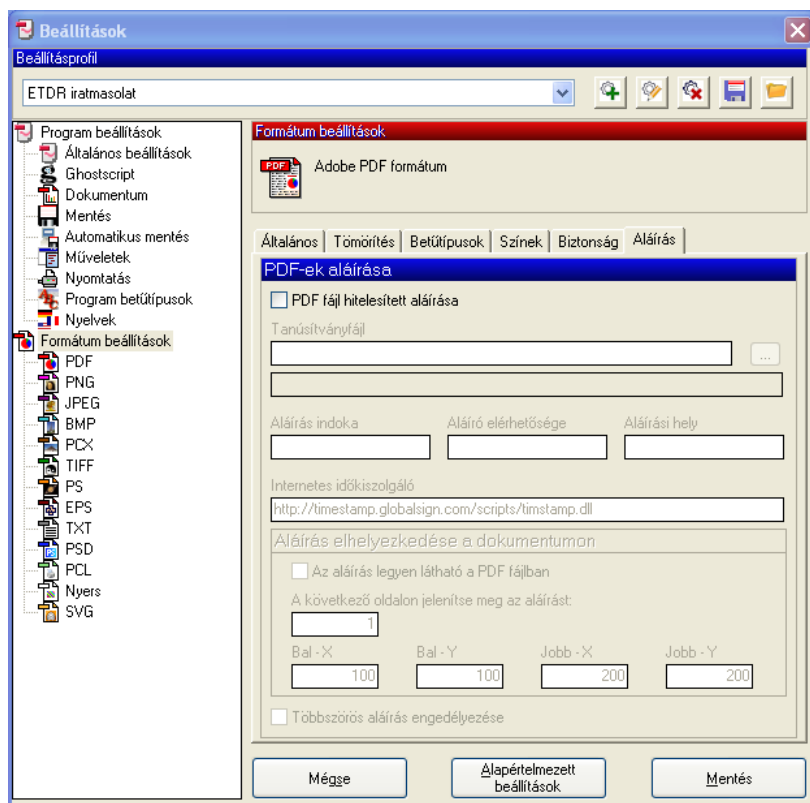 Beállítások
Beállításprofil
ETDR iratmasolat
Program beállítások
Általános beállítások
Ghostscript
Dokumentum
Mentés
Automatikus mentés
Műveletek
Nyomtatás
Program betűtípusok
Nyelvek
Formátum beállítások
PDF
PNG
JPEG
BMP
PCX
TIFF
PS
EPS
TXT
PSD
PCL
Nyers
SVG
Formátum beállítások
PDF
Adobe PDF formátum
Általános
Tömörítés
Betűtípusok
Színek
Biztonság
Aláírás
PDF-ek aláírása
PDF fájl hitelesített aláírása
Tanúsítványfájl
...
Aláírás indoka
Aláíró elérhetősége
Aláírási hely
Internetes időkiszolgáló
http://timestamp.globalsign.com/scripts/timstamp.dll
Aláírás elhelyezkedése a dokumentumon
Az aláírás legyen látható a PDF fájlban
A következő oldalon jelenítse meg az aláírást:
1
Bal - X
Bal - Y
Jobb - X
Jobb - Y
100
100
200
200
Többszörös aláírás engedélyezése
Mégse
Alapértelmezett
beállítások
Mentés